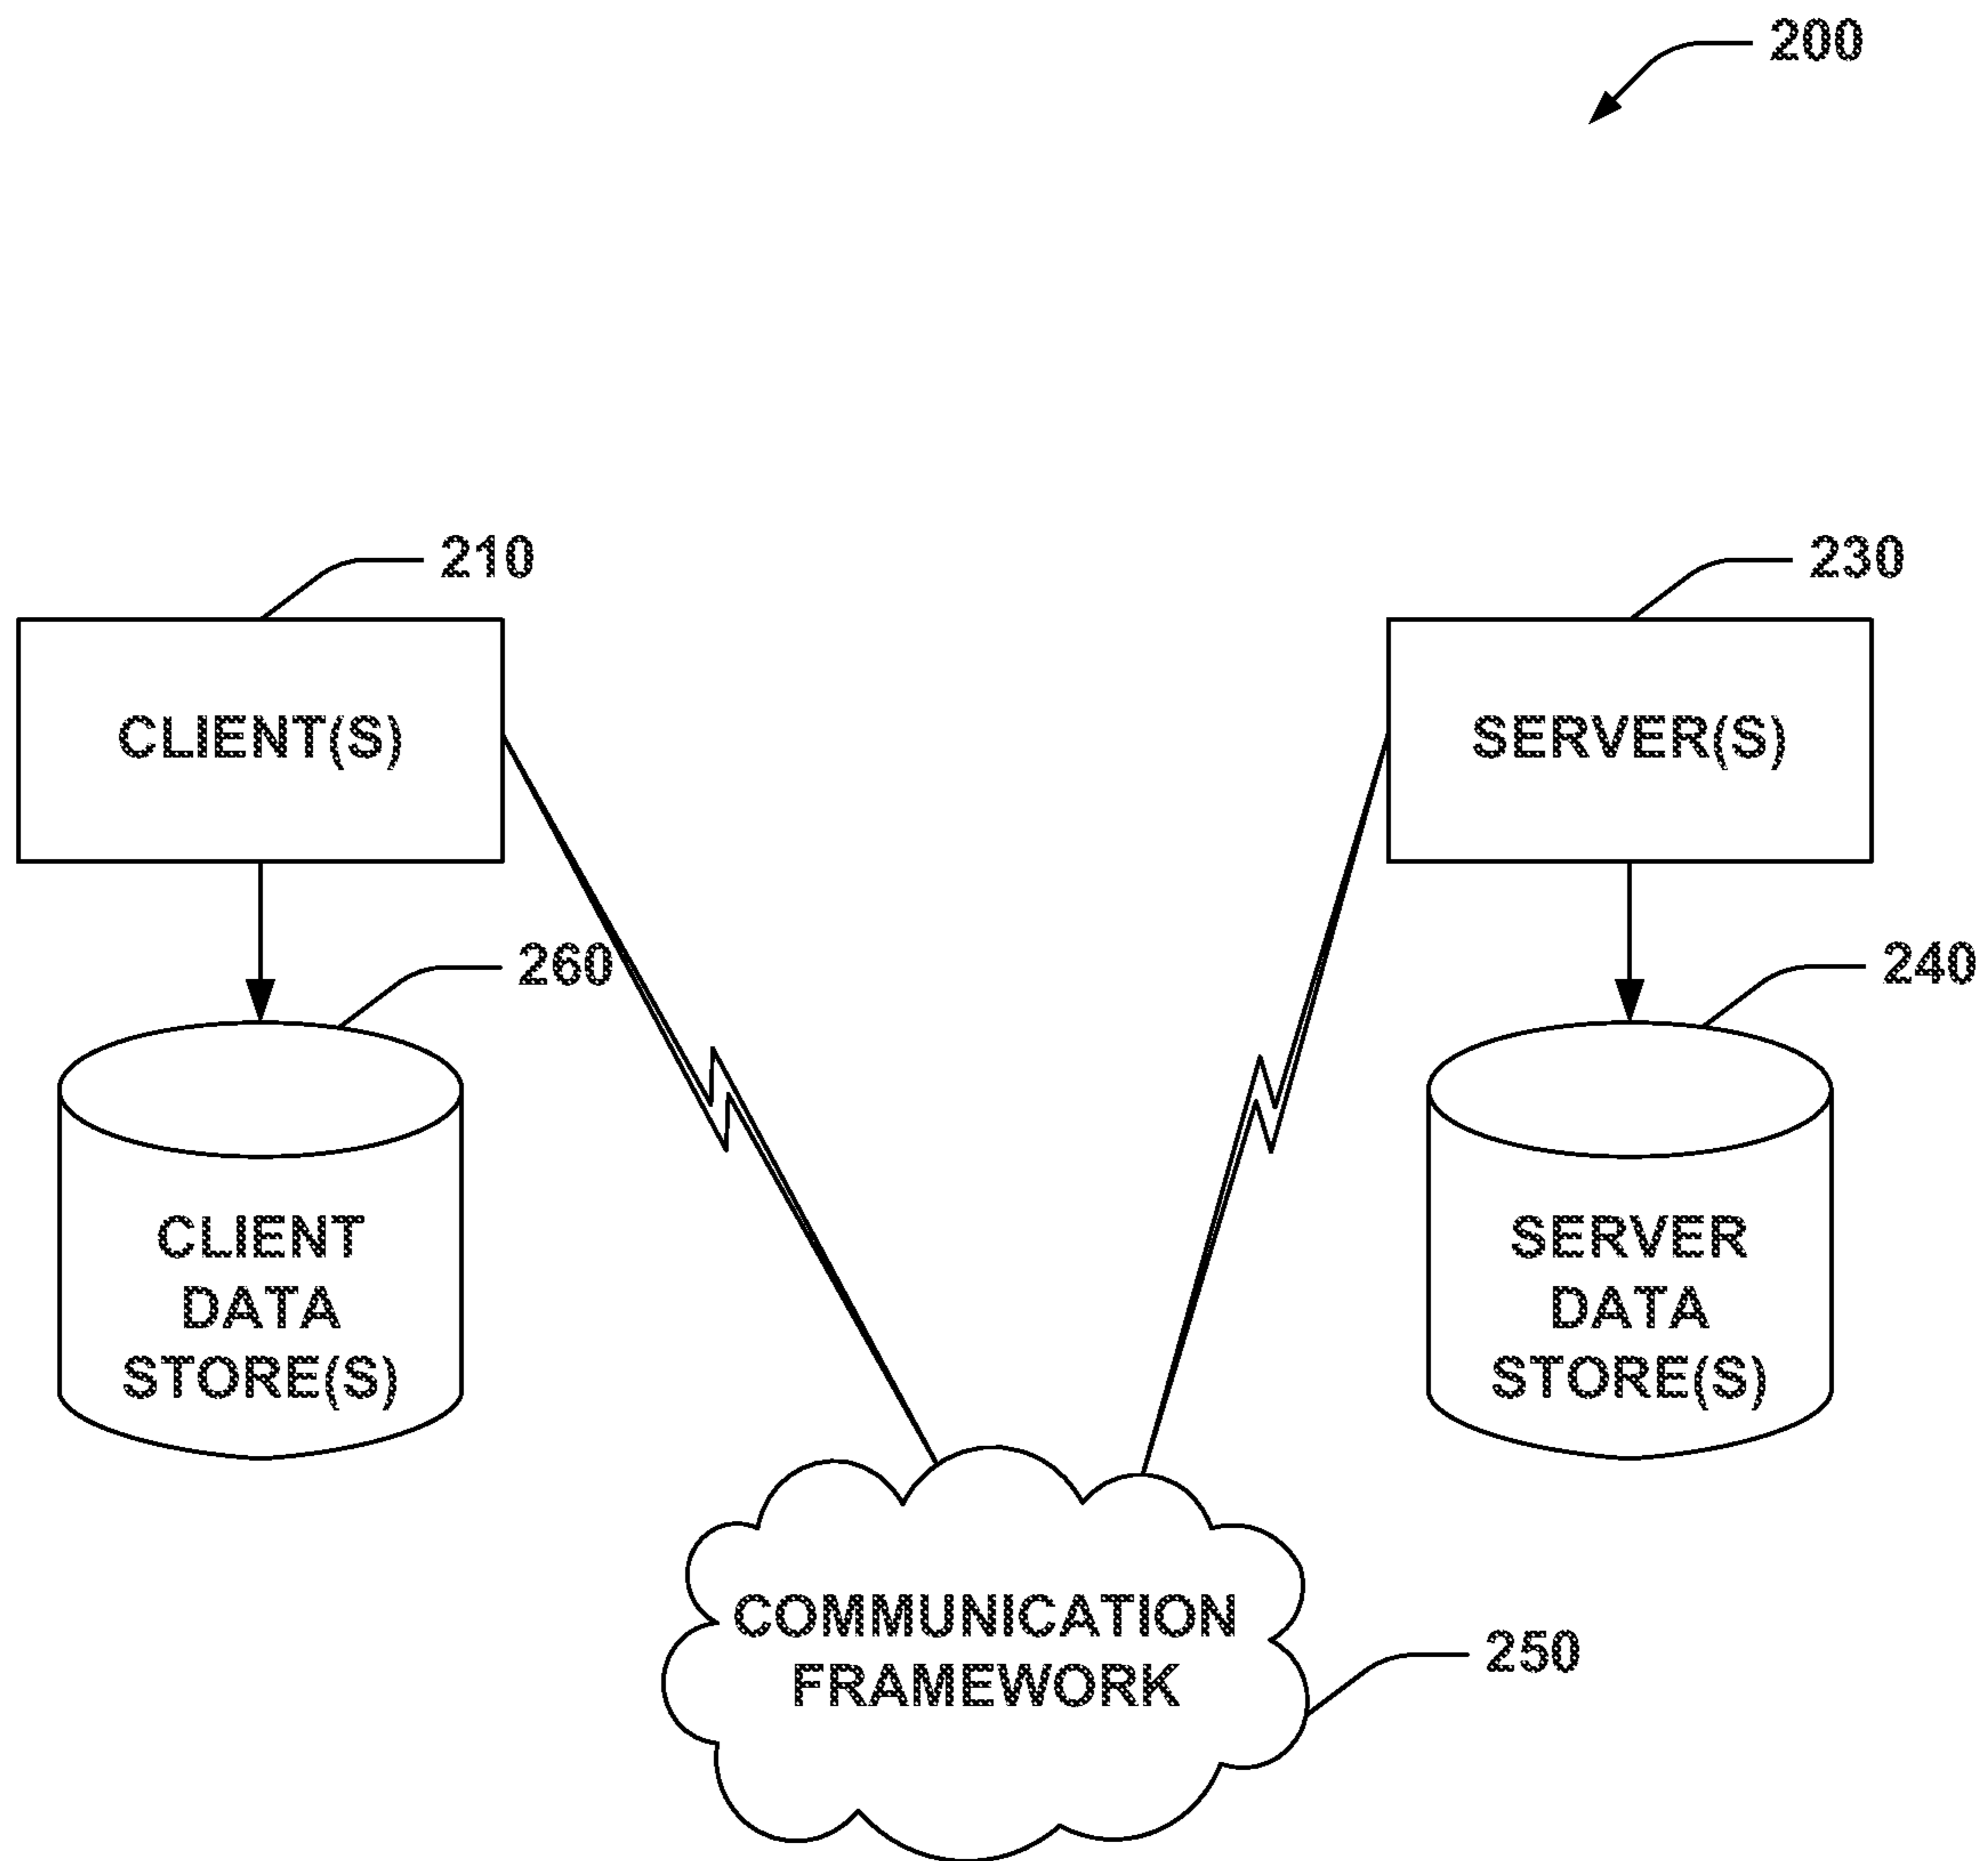 200
210
230
CLIENT(S)
SERVER(S)
260
240
CLIENT
DATA
STORE(S)
SERVER
DATA
STORE(S)
COMMUNICATION
FRAMEWORK
250